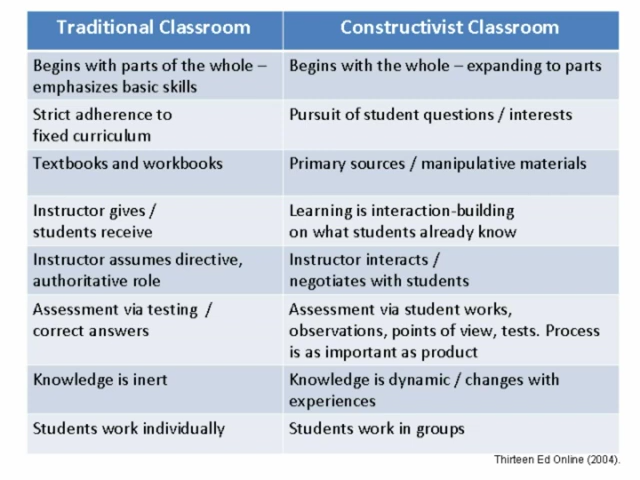 Traditional Classroom
Constructivist Classroom
Begins with parts of the whole –
emphasizes basic skills
Begins with the whole – expanding to parts
Strict adherence to
fixed curriculum
Pursuit of student questions / interests
Textbooks and workbooks
Primary sources / manipulative materials
Instructor gives /
students receive
Learning is interaction-building
on what students already know
Instructor assumes directive,
authoritative role
Instructor interacts /
negotiates with students
Assessment via testing /
correct answers
Assessment via student works,
observations, points of view, tests. Process
is as important as product
Knowledge is inert
Knowledge is dynamic / changes with
experiences
Students work individually
Students work in groups
Thirteen Ed Online (2004).